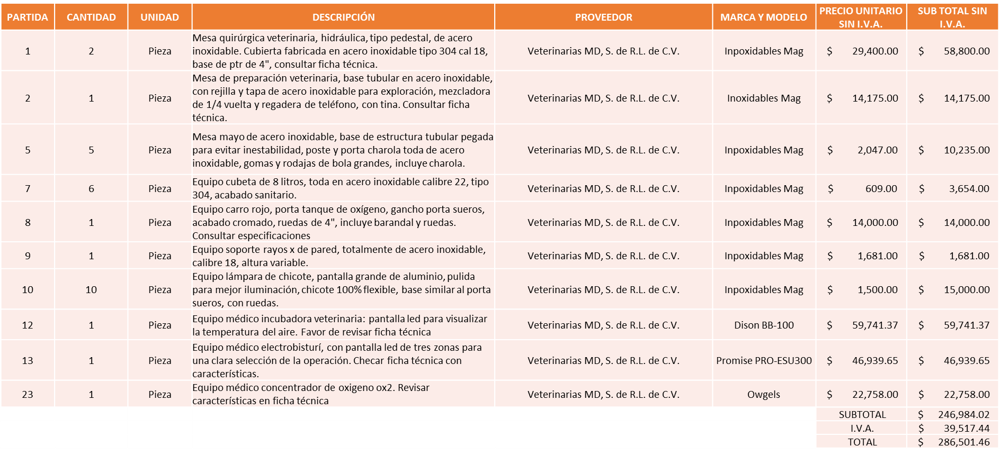 PARTIDA CANTIDAD UNIDAD DESCRIPCIÓN PROVEEDOR MARCA Y MODELO PRECIO UNITARIO SIN I.V.A. SUB TOTAL SIN I.V.A.
1 2 Pieza Mesa quirúrgica veterinaria, hidráulica, tipo pedestal, de acero
inoxidable. Cubierta fabricada en acero inoxidable tipo 304 cal 18,
base de ptr de 4", consultar ficha técnica. Veterinarias MD, S. de R.L. de C.V. Inpoxidables Mag $ 29,400.00 $ 58,800.00
2 1 Pieza Mesa de preparación veterinaria, base tubular en acero inoxidable,
con rejilla y tapa de acero inoxidable para exploración, mezcladora
de 1/4 vuelta y regadera de teléfono, con tina. Consultar ficha
técnica. Veterinarias MD, S. de R.L. de C.V. Inoxidables Mag $ 14,175.00 $ 14,175.00
5 5 Pieza Mesa mayo de acero inoxidable, base de estructura tubular pegada
para evitar inestabilidad, poste y porta charola toda de acero
inoxidable, gomas y rodajas de bola grandes, incluye charola. Veterinarias MD, S. de R.L. de C.V. Inpoxidables Mag $ 2,047.00 $ 10,235.00
7 6 Pieza Equipo cubeta de 8 litros, toda en acero inoxidable calibre 22, tipo
304, acabado sanitario. Veterinarias MD, S. de R.L. de C.V. Inpoxidables Mag $ 609.00 $ 3,654.00
8 1 Pieza Equipo carro rojo, porta tanque de oxígeno, gancho porta sueros,
acabado cromado, ruedas de 4", incluye barandal y ruedas.
Consultar especificaciones Veterinarias MD, S. de R.L. de C.V. Inpoxidables Mag $ 14,000.00 $ 14,000.00
9 1 Pieza Equipo soporte rayos x de pared, totalmente de acero inoxidable,
calibre 18, altura variable. Veterinarias MD, S. de R.L. de C.V. Inpoxidables Mag $ 1,681.00 $ 1,681.00
10 10 Pieza Equipo lámpara de chicote, pantalla grande de aluminio, pulida
para mejor iluminación, chicote 100% flexible, base similar al porta
sueros, con ruedas. Veterinarias MD, S. de R.L. de C.V. Inpoxidables Mag $ 1,500.00 $ 15,000.00
12 1 Pieza Equipo médico incubadora veterinaria: pantalla led para visualizar
la temperatura del aire. Favor de revisar ficha técnica Veterinarias MD, S. de R.L. de C.V. Dison BB-100 $ 59,741.37 $ 59,741.37
13 1 Pieza Equipo médico electrobisturí, con pantalla led de tres zonas para
una clara selección de la operación. Checar ficha técnica con
características. Veterinarias MD, S. de R.L. de C.V. Promise PRO-ESU300 $ 46,939.65 $ 46,939.65
23 1 Pieza Equipo médico concentrador de oxigeno ox2. Revisar
características en ficha técnica Veterinarias MD, S. de R.L. de C.V. Owgels $ 22,758.00 $ 22,758.00
SUBTOTAL $ 246,984.02
I.V.A. $ 39,517.44
TOTAL $ 286,501.46